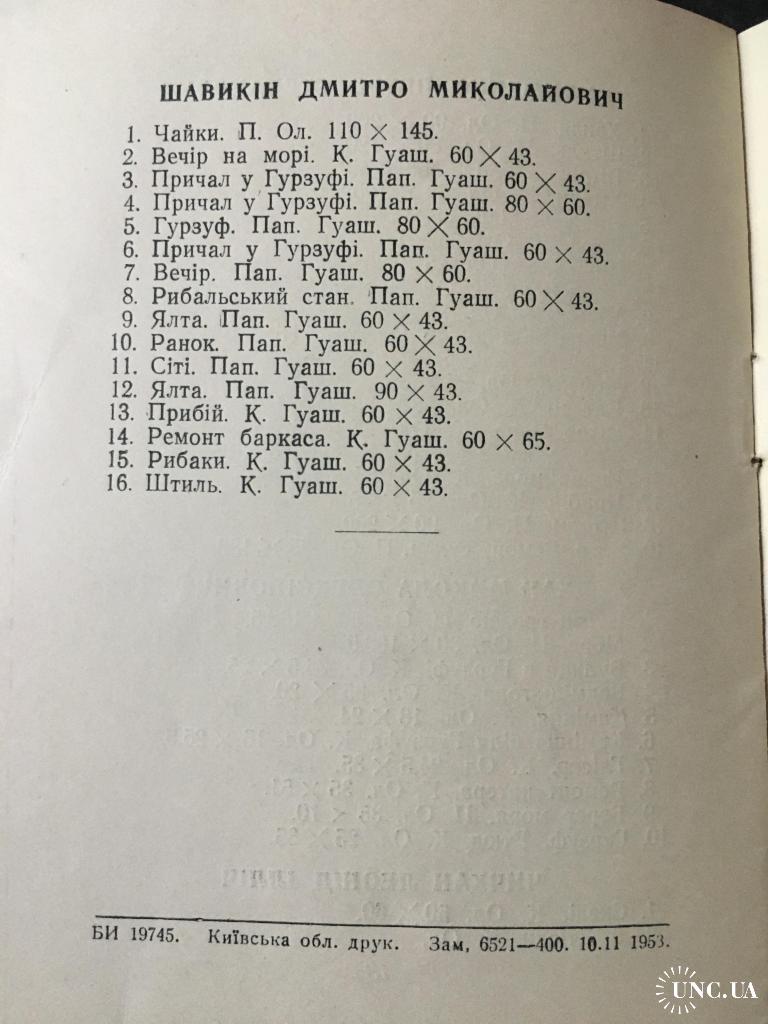 ШАВИКІН ДМИТРО МИКОЛАЙОВИЧ
1. Чайки. П. Ол. 110 × 145.
2. Вечір на морі. К. Гуаш. 60 × 43.
3. Причал у Гурзуфі. Пап. Гуаш. 60 × 43.
4. Причал у Гурзуфі. Пап. Гуаш. 80 × 60.
5. Гурзуф. Пап. Гуаш. 80 × 60.
6. Причал у Гурзуфі. Пап. Гуаш. 60 × 43.
7. Вечір. Пап. Гуаш. 80 × 60.
8. Рибальський стан. Пап. Гуаш. 60 × 43.
9. Ялта. Пап. Гуаш. 60 × 43.
10. Ранок. Пап. Гуаш. 60 × 43.
11. Сіті. Пап. Гуаш. 60 × 43.
12. Ялта. Пап. Гуаш. 90 × 43.
13. Прибій. К. Гуаш. 60 × 43.
14. Ремонт баркаса. К. Гуаш. 60 × 65.
15. Рибаки. К. Гуаш. 60 × 43.
16. Штиль. К. Гуаш. 60 × 43.
БИ 19745. Київська обл. друк. Зам, 6521—400. 10.11 1953.
UNC.UA